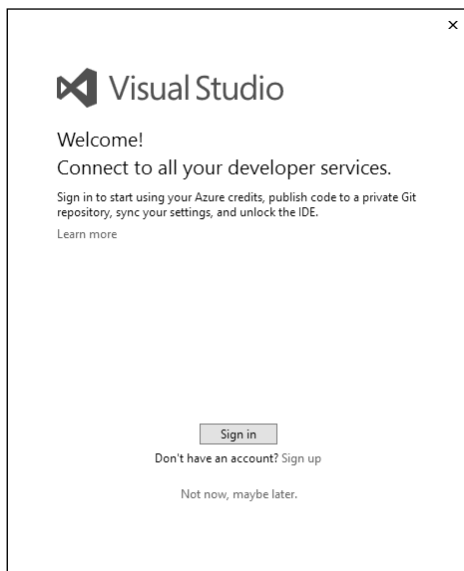 ×
Visual Studio
Welcome!
Connect to all your developer services.
Sign in to start using your Azure credits, publish code to a private Git
repository, sync your settings, and unlock the IDE.
Learn more
Sign in
Don't have an account? Sign up
Not now, maybe later.